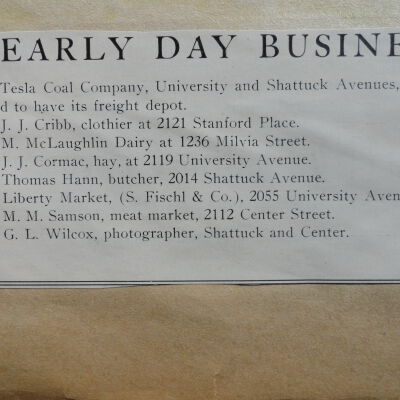 EARLY DAY BUSINE
Tesla Coal Company, University and Shattuck Avenues,
d to have its freight depot.
J. J. Cribb, clothier at 2121 Stanford Place.
M. McLaughlin Dairy at 1236 Milvia Street.
J. J. Cormac, hay, at 2119 University Avenue.
Thomas Hann, butcher, 2014 Shattuck Avenue.
Liberty Market, (S. Fischl & Co.), 2055 University Aven
M. M. Samson, meat market, 2112 Center Street.
G. L. Wilcox, photographer, Shattuck and Center.